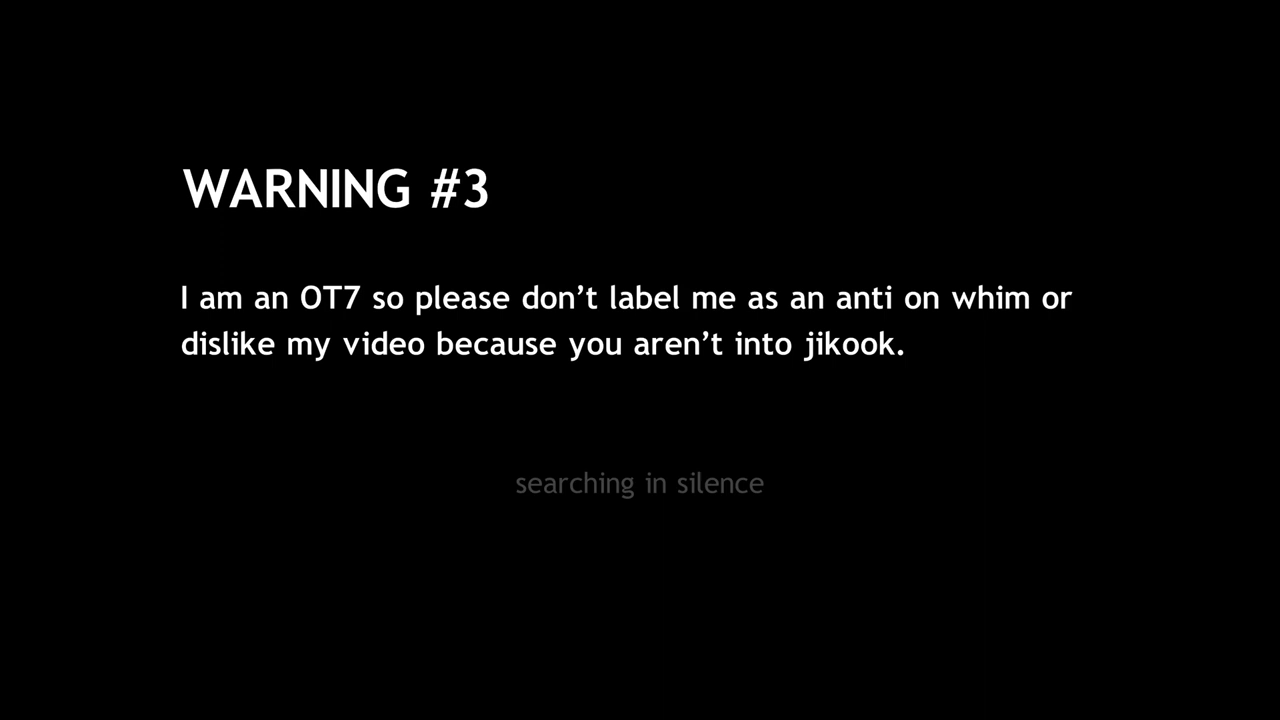 WARNING #3
I am an OT7 so please don’t label me as an anti on whim or
dislike my video because you aren’t into jikook.
searching in silence